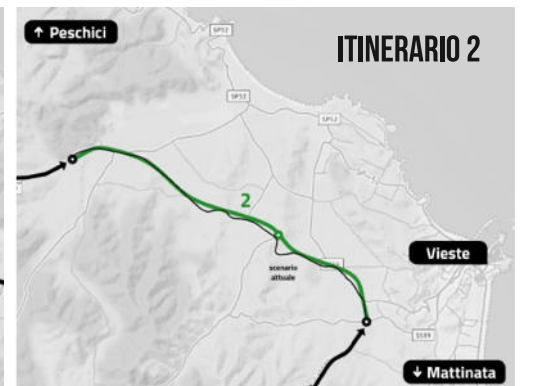 ↑ Peschici
ITINERARIO 2
SP52
SP52
SP52
2
scenario
attuale
Vieste
SS89
↓ Mattinata